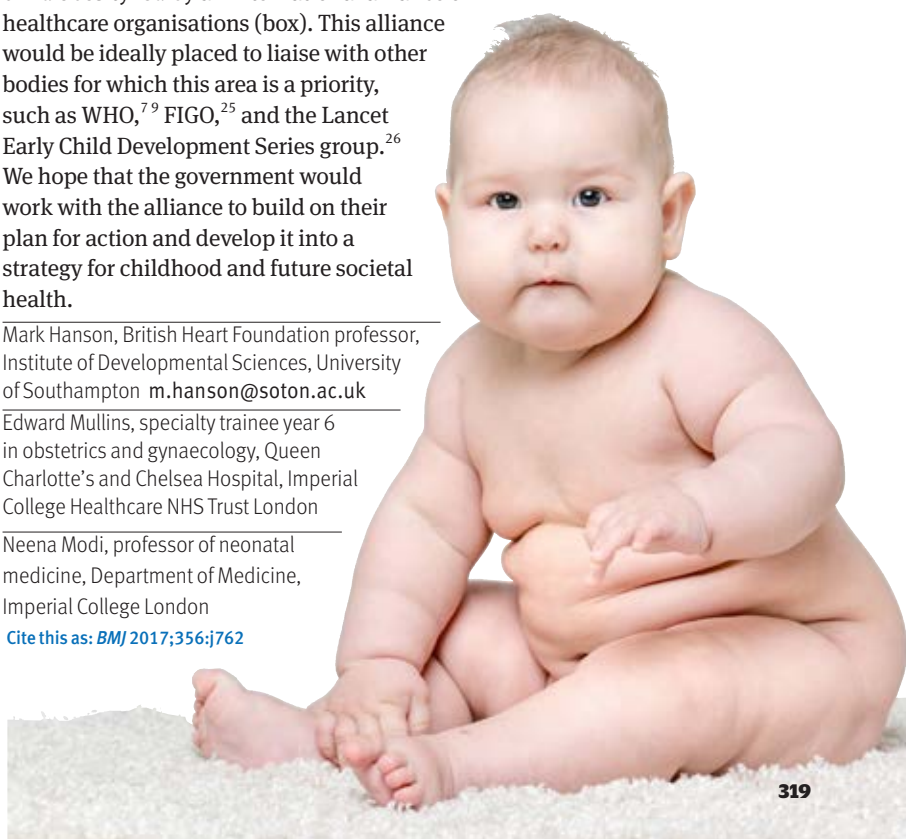 healthcare organisations (box). This alliance
would be ideally placed to liaise with other
bodies for which this area is a priority,
such as WHO,7 9 FIGO,25 and the Lancet
Early Child Development Series group.26
We hope that the government would
work with the alliance to build on their
plan for action and develop it into a
strategy for childhood and future societal
health.
Mark Hanson, British Heart Foundation professor,
Institute of Developmental Sciences, University
of Southampton m.hanson@soton.ac.uk
Edward Mullins, specialty trainee year 6
in obstetrics and gynaecology, Queen
Charlotte's and Chelsea Hospital, Imperial
College Healthcare NHS Trust London
Neena Modi, professor of neonatal
medicine, Department of Medicine,
Imperial College London
Cite this as: BMJ 2017;356:j762
319